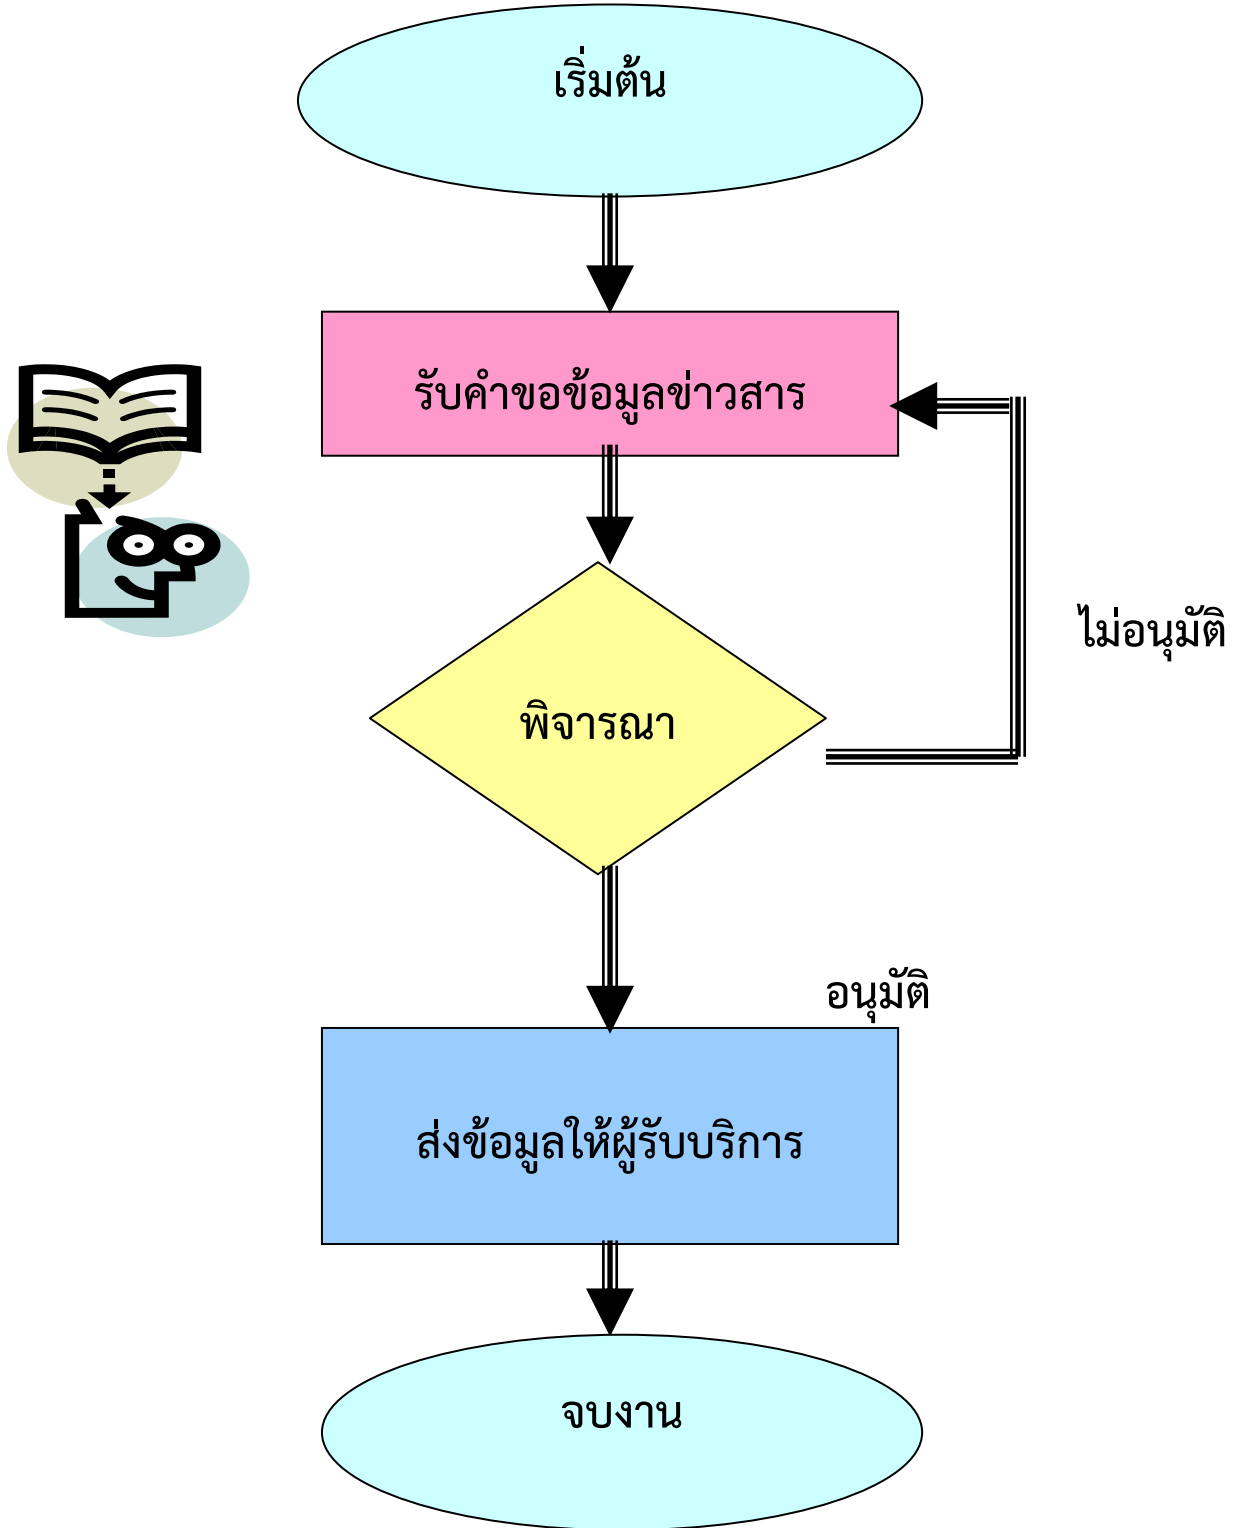 เริ่มต้น
รับคำขอข้อมูลข่าวสาร
ไม่อนุมัติ
พิจารณา
อนุมัติ
ส่งข้อมูลให้ผู้รับบริการ
จบงาน